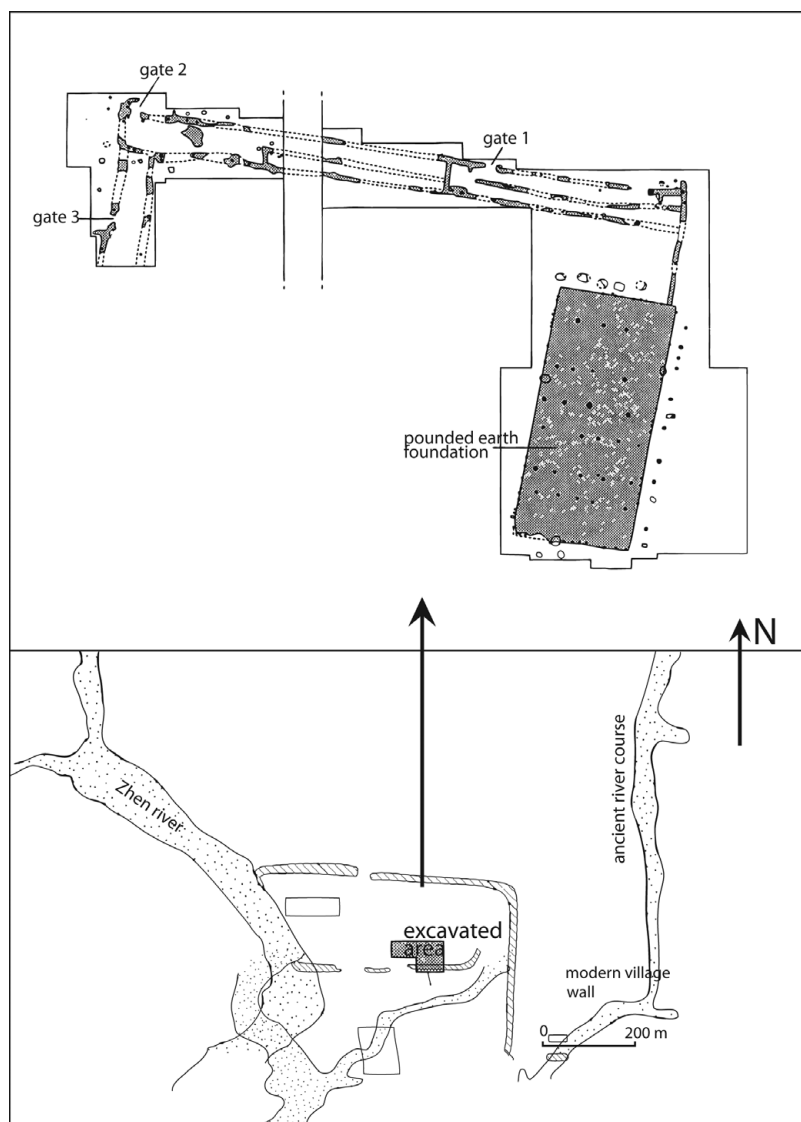 gate 2
gate 1
gate 3
pounded earth
foundation
N
Zhen river
ancient river course
excavated
area
modern village
wall
0
200 m